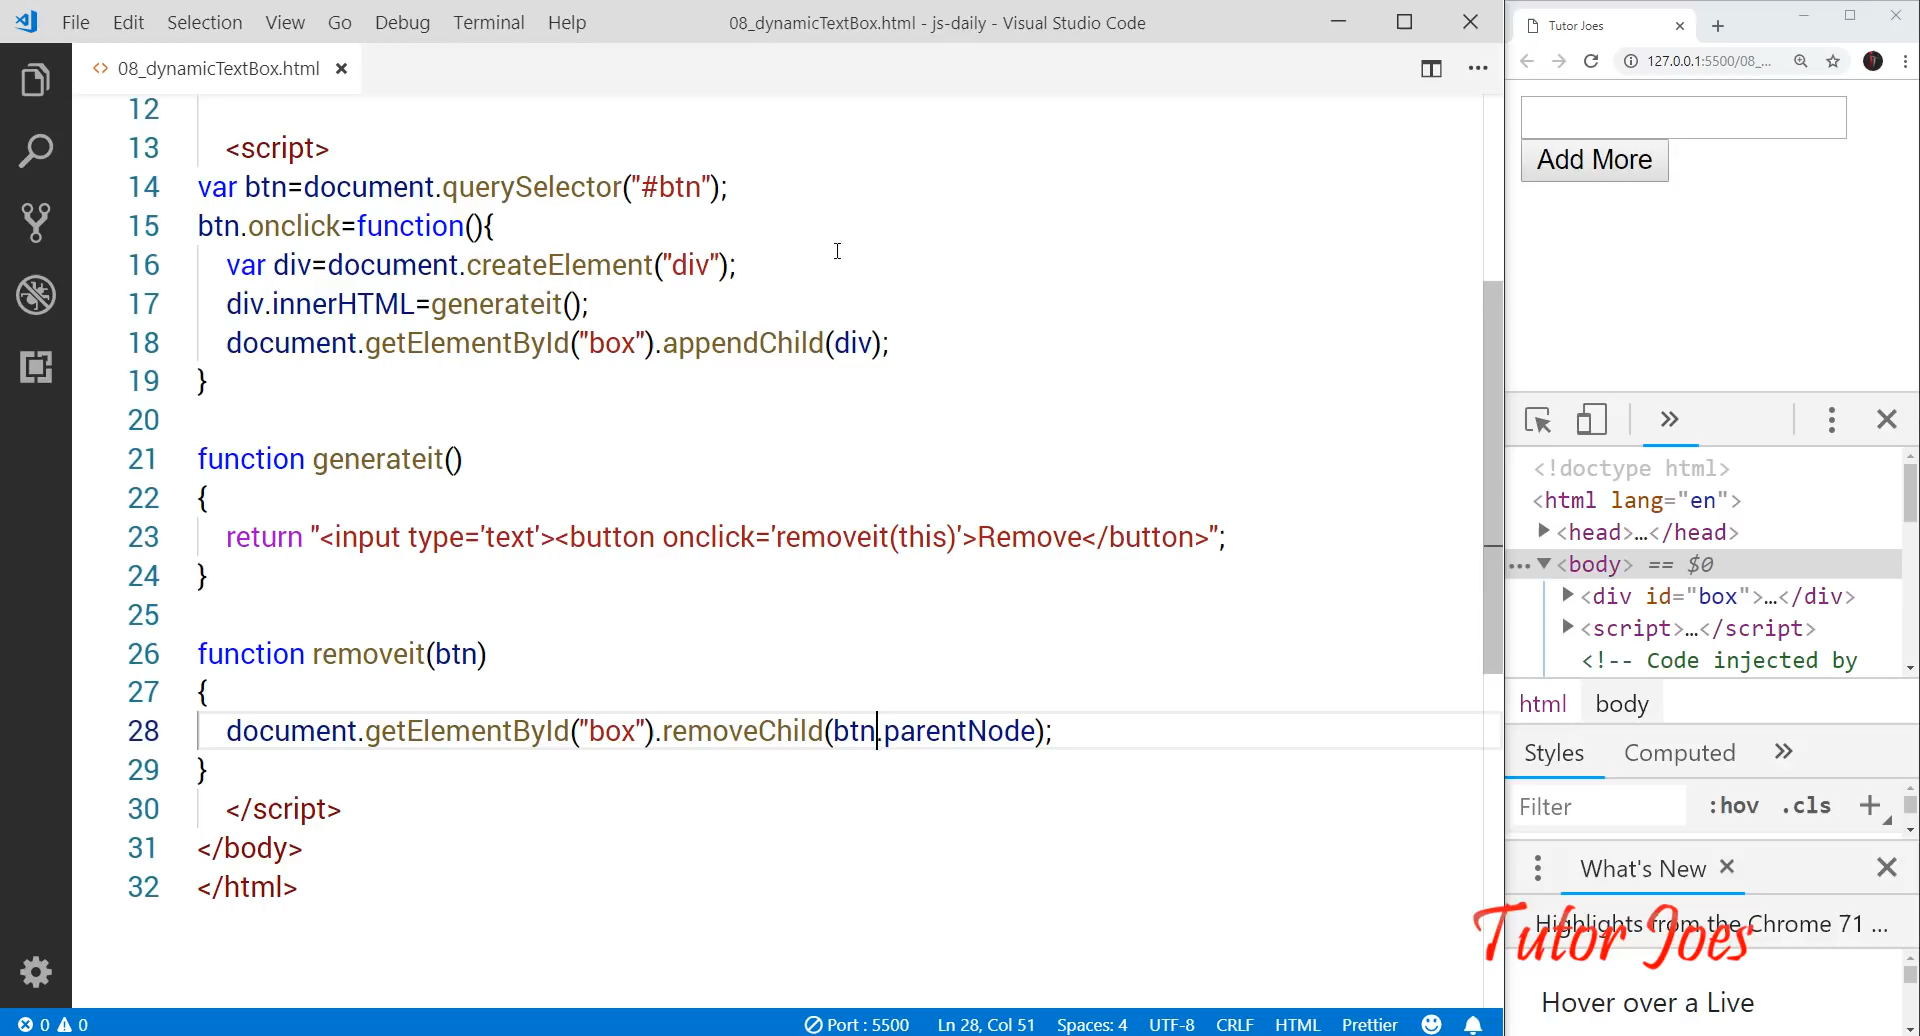 File Edit Selection View Go Debug Terminal Help 08_dynamicTextBox.html - js-daily - Visual Studio Code
08_dynamicTextBox.html
12
13 <script>
14 var btn=document.querySelector("#btn");
15 btn.onclick=function(){
16 var div=document.createElement("div");
17 div.innerHTML=generateit();
18 document.getElementById("box").appendChild(div);
19 }
20
21 function generateit()
22 {
23 return "<input type='text'><button onclick='removeit(this)'>Remove</button>";
24 }
25
26 function removeit(btn)
27 {
28 document.getElementById("box").removeChild(btn.parentNode);
29 }
30 </script>
31 </body>
32 </html>
0 0 Port : 5500 Ln 28, Col 51 Spaces: 4 UTF-8 CRLF HTML Prettier
Tutor Joes
127.0.0.1:5500/08_...
Add More
<!doctype html>
<html lang="en">
<head>…</head>
<body> == $0
<div id="box">…</div>
<script>…</script>
<!-- Code injected by
html body
Styles Computed
Filter :hov .cls
What's New
Highlights from the Chrome 71 ...
Tutor Joes
Hover over a Live